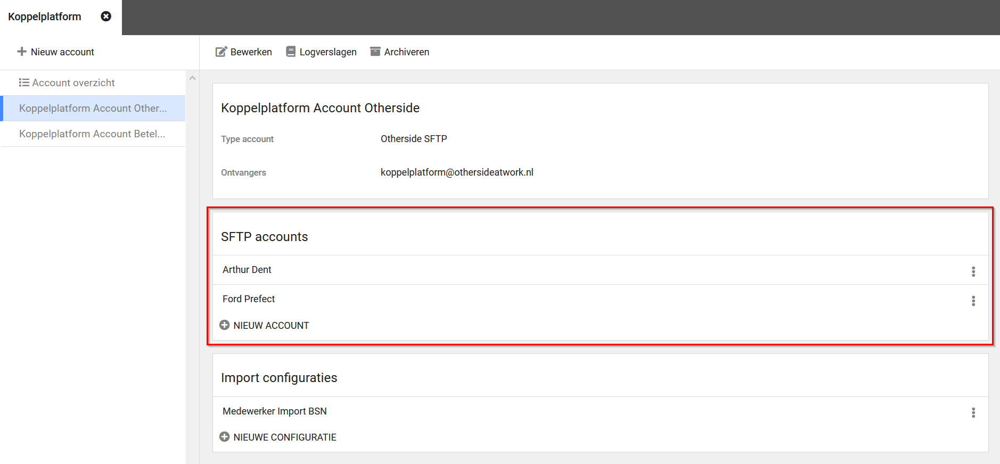 Koppelplatform
Nieuw account
Bewerken Logverslagen Archiveren
Account overzicht
Koppelplatform Account Other...
Koppelplatform Account Betel...
Koppelplatform Account Otherside
Type account Otherside SFTP
Ontvangers koppelplatform@othersideatwork.nl
SFTP accounts
Arthur Dent
Ford Prefect
NIEUW ACCOUNT
Import configuraties
Medewerker Import BSN
NIEUWE CONFIGURATIE